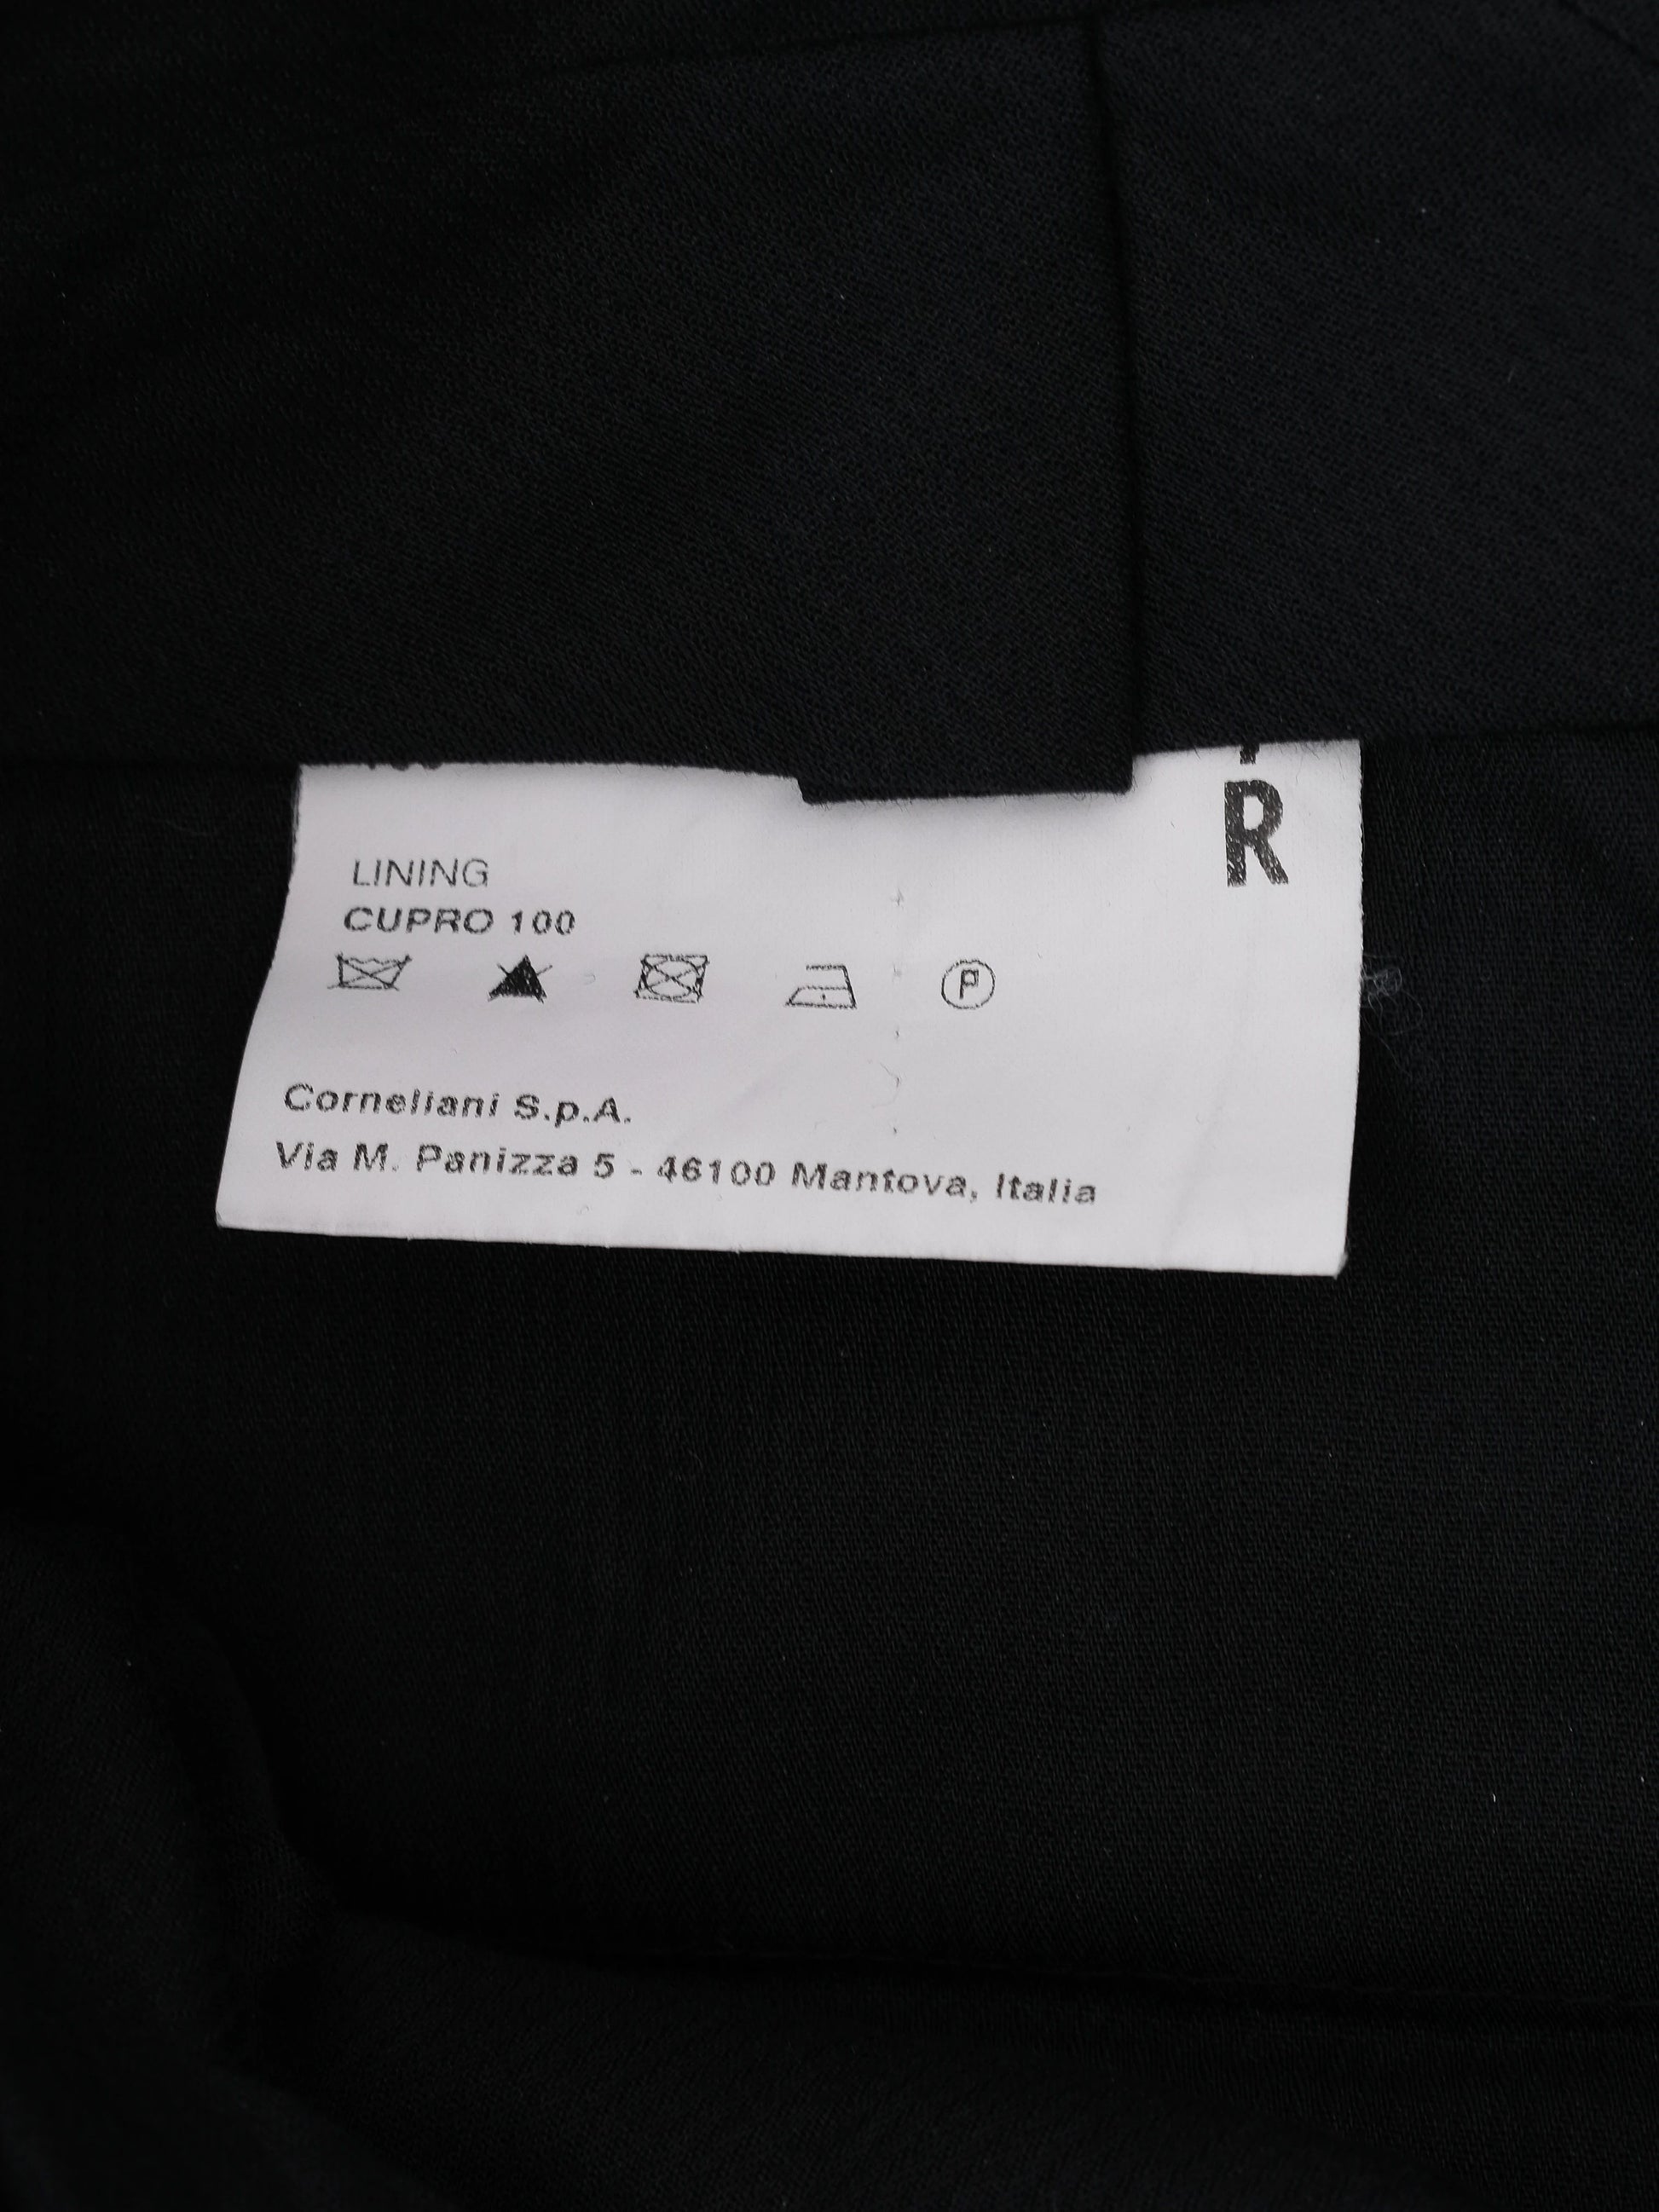 R
LINING
CUPRO 100
P
Corneliani S.p.A.
Via M. Panizza 5 - 46100 Mantova, Italia